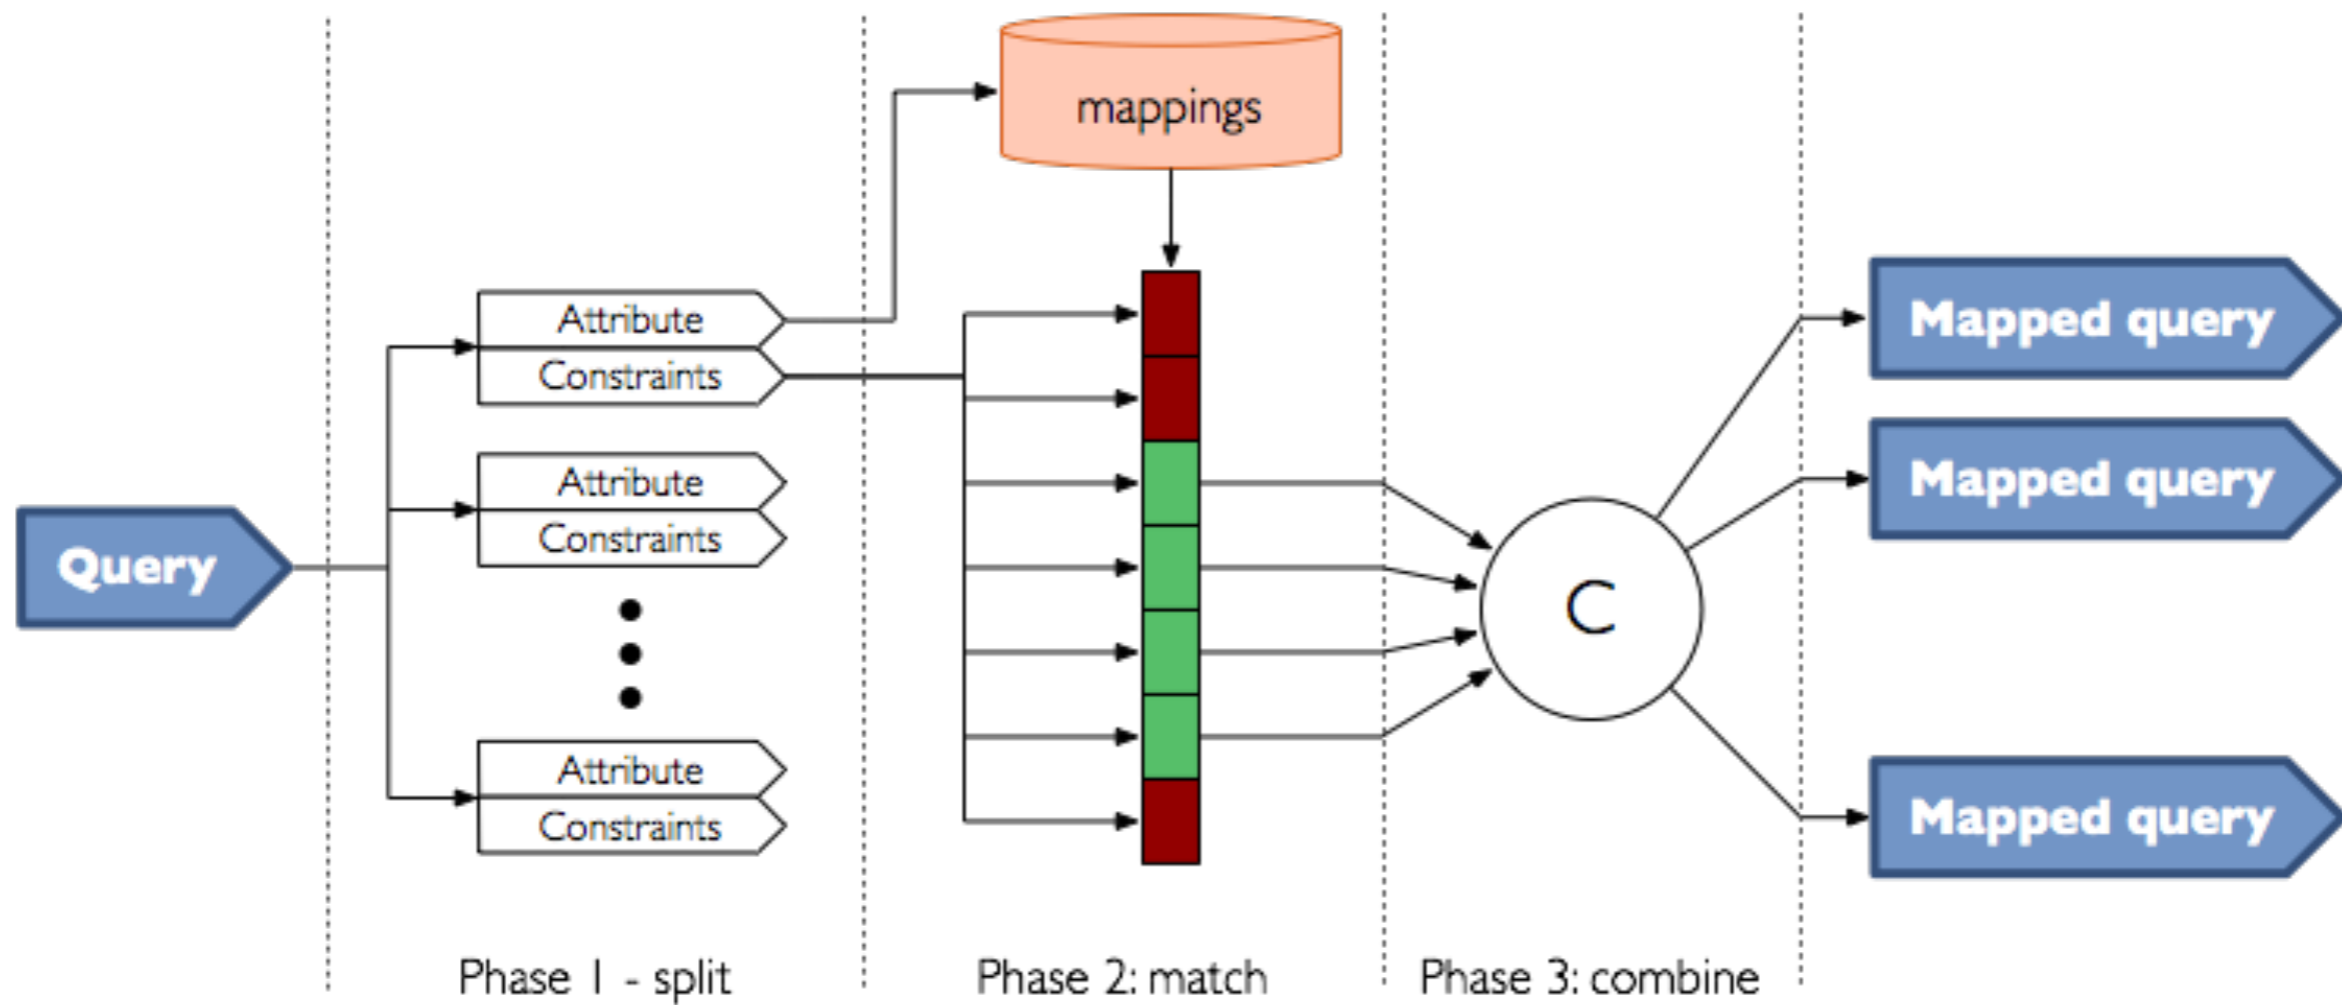 mappings
Attribute
Constraints
Attribute
Constraints
Attribute
Constraints
Query
C
Mapped query
Mapped query
Mapped query
Phase 1 - split
Phase 2: match
Phase 3: combine